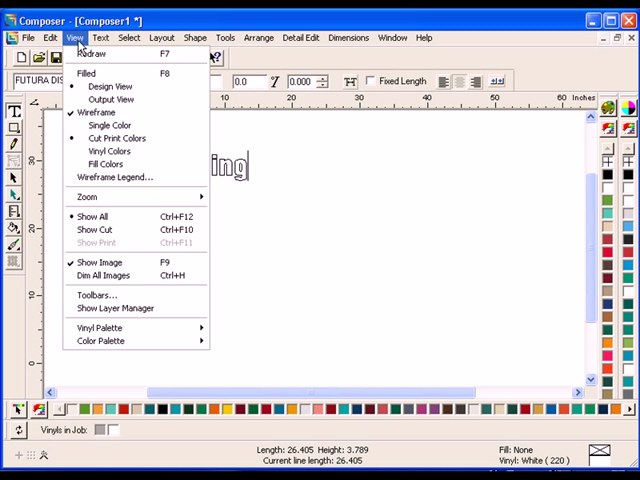 Composer - [Composer1 *]
File Edit View Text Select Layout Shape Tools Arrange Detail Edit Dimensions Window Help
Redraw F7
FUTURA DIS 0.0 0.000 Fixed Length
Filled F8
Design View
Output View
10 20 30 40 50 60 Inches
Wireframe
Single Color
Cut Print Colors
Vinyl Colors
Fill Colors
Wireframe Legend...
30
ing
Zoom
Show All Ctrl+F12
20
Show Cut Ctrl+F10
Show Print Ctrl+F11
Show Image F9
Dim All Images Ctrl+H
10
Toolbars...
Show Layer Manager
Vinyl Palette
Color Palette
0
Vinyls in Job:
Length: 26.405 Height: 3.789
Current line length: 26.405
Fill: None
Vinyl: White ( 220 )